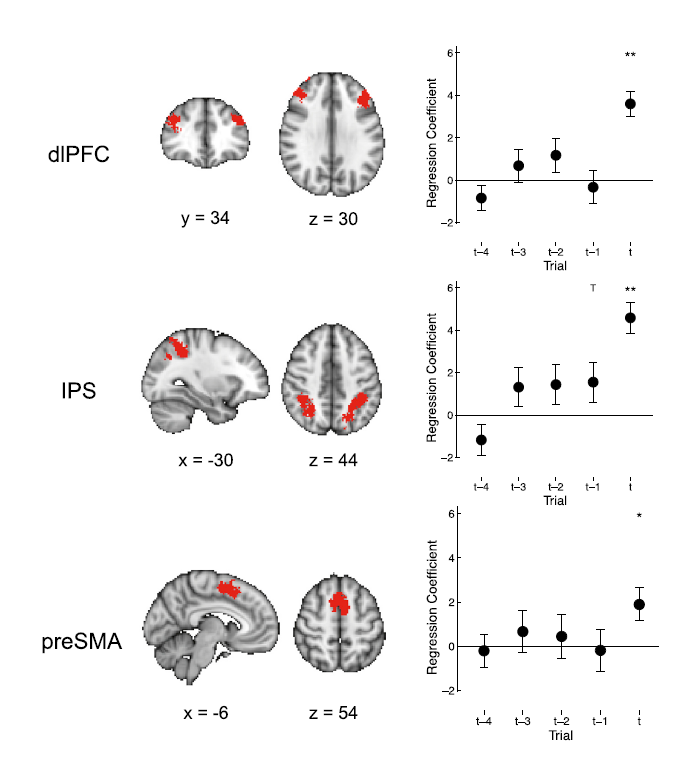 dlPFC
y = 34
z = 30
Regression Coefficient
6
4
2
0
−2
**
t−4 t−3 t−2 t−1 t
Trial
IPS
x = -30
z = 44
Regression Coefficient
6
4
2
0
−2
T **
t−4 t−3 t−2 t−1 t
Trial
preSMA
x = -6
z = 54
Regression Coefficient
6
4
2
0
−2
*
t−4 t−3 t−2 t−1 t
Trial